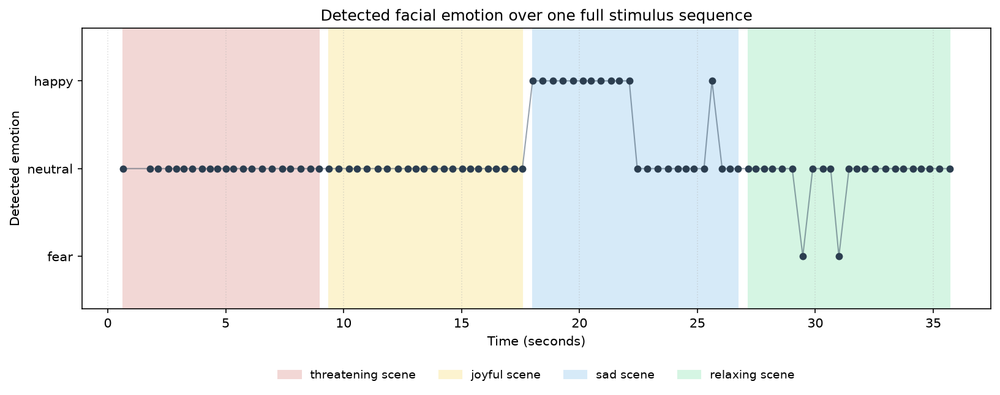 Detected facial emotion over one full stimulus sequence
Detected emotion
happy
neutral
fear
0 5 10 15 20 25 30 35
Time (seconds)
threatening scene joyful scene sad scene relaxing scene